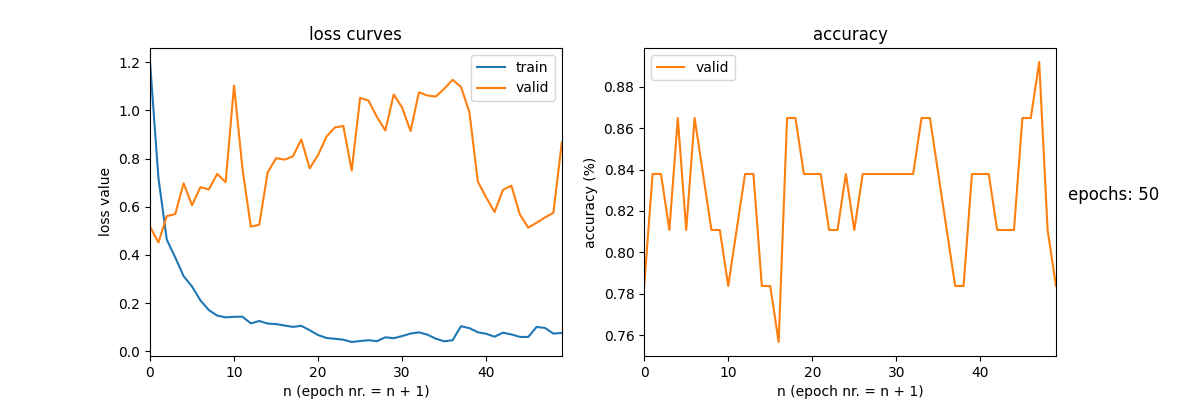 loss curves
train
valid
loss value
1.2
1.0
0.8
0.6
0.4
0.2
0.0
0
10
20
30
40
n (epoch nr. = n + 1)
accuracy
valid
accuracy (%)
0.88
0.86
0.84
0.82
0.80
0.78
0.76
0
10
20
30
40
n (epoch nr. = n + 1)
epochs: 50